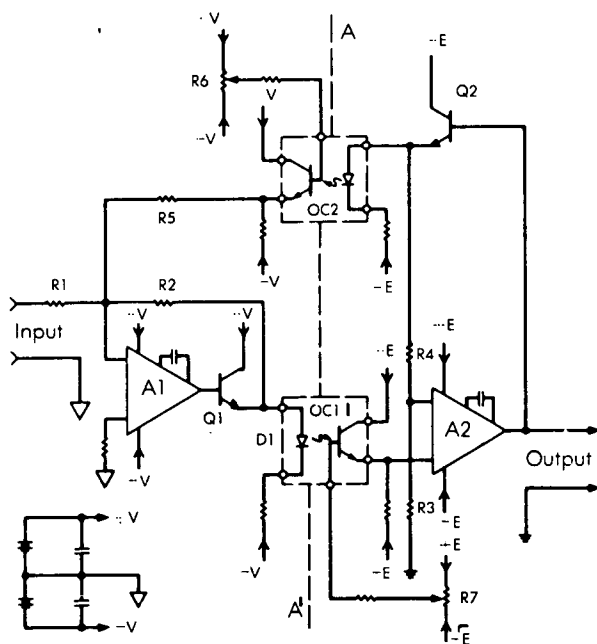 +V
A
-E
R6
V
Q2
-V
OC2
R5
-V
-E
R1
R2
Input
+V
+V
+E
R4
+E
A1
OC1
A2
Q1
D1
Output
-V
R3
-E
-V
-E
+E
+V
A'
R7
-V
-E